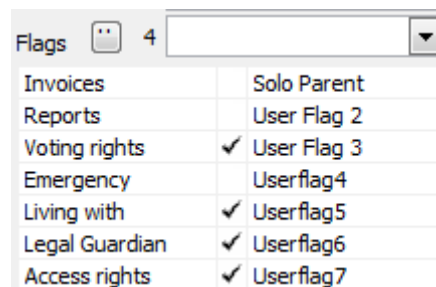 Flags 4
Invoices Solo Parent
Reports User Flag 2
Voting rights ✓ User Flag 3
Emergency Userflag4
Living with ✓ Userflag5
Legal Guardian ✓ Userflag6
Access rights ✓ Userflag7